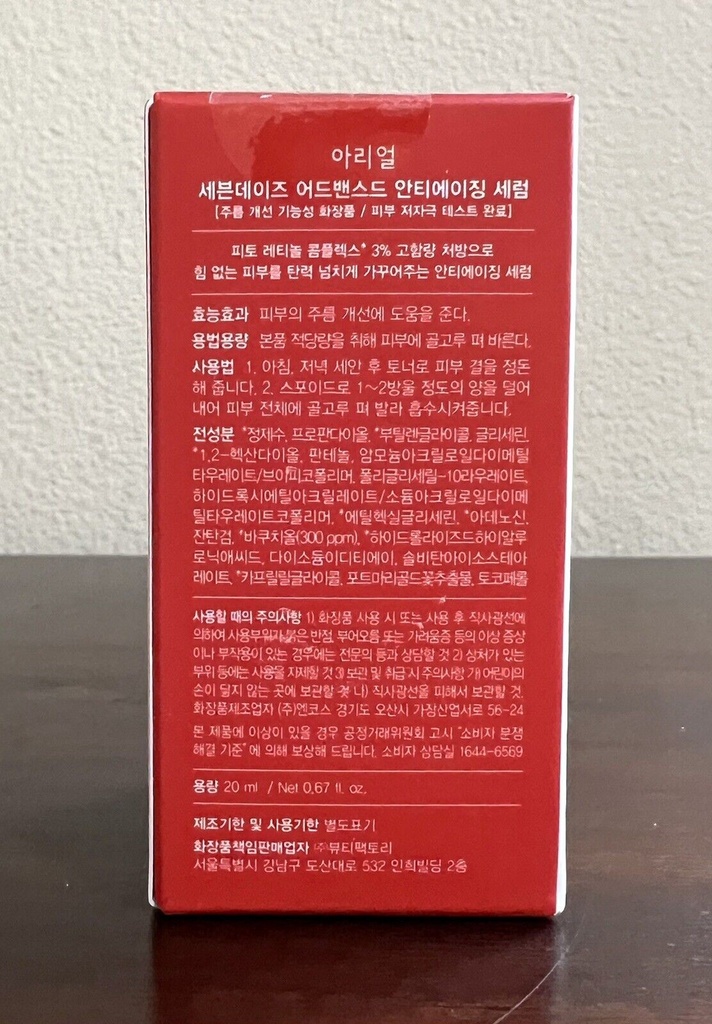 아리얼
세븐데이즈 어드밴스드 안티에이징 세럼
[주름 개선 기능성 화장품 / 피부 저자극 테스트 완료]
피토 레티놀 콤플렉스* 3% 고함량 처방으로
힘 없는 피부를 탄력 넘치게 가꾸어주는 안티에이징 세럼
효능효과 피부의 주름 개선에 도움을 준다.
용법용량 본품 적당량을 취해 피부에 골고루 펴 바른다.
사용법 1. 아침, 저녁 세안 후 토너로 피부 결을 정돈
해 줍니다. 2. 스포이드로 1~2방울 정도의 양을 덜어
내어 피부 전체에 골고루 펴 발라 흡수시켜줍니다.
전성분 *정제수, 프로판다이올, *부틸렌글라이콜, 글리세린,
*1,2-헥산다이올, 판테놀, 암모늄아크릴로일다이메틸
타우레이트/브이피코폴리머, 폴리글리세릴-10라우레이트,
하이드록시에틸아크릴레이트/소듐아크릴로일다이메
틸타우레이트코폴리머, *에틸헥실글리세린, *아데노신,
잔탄검, *바쿠치올(300 ppm), *하이드롤라이즈드하이알루
로닉애씨드, 다이소듐이디티에이, 솔비탄아이소스테아
레이트, *카프릴릴글라이콜, 포트마리골드꽃추출물, 토코페롤
사용할 때의 주의사항 1) 화장품 사용 시 또는 사용 후 직사광선에
의하여 사용부위가 붉은 반점, 부어오름 또는 가려움증 등의 이상 증상
이나 부작용이 있는 경우에는 전문의 등과 상담할 것 2) 상처가 있는
부위 등에는 사용을 자제할 것 3) 보관 및 취급 시 주의사항 가) 어린이의
손이 닿지 않는 곳에 보관할 것 나) 직사광선을 피해서 보관할 것.
화장품제조업자 (주)엔코스 경기도 오산시 가장산업서로 56-24
본 제품에 이상이 있을 경우 공정거래위원회 고시 "소비자 분쟁
해결 기준" 에 의해 보상해 드립니다. 소비자 상담실 1644-6569
용량 20 ml / Net 0.67 fl. oz.
제조기한 및 사용기한 별도표기
화장품책임판매업자 ㈜뷰티팩토리
서울특별시 강남구 도산대로 532 인희빌딩 2층